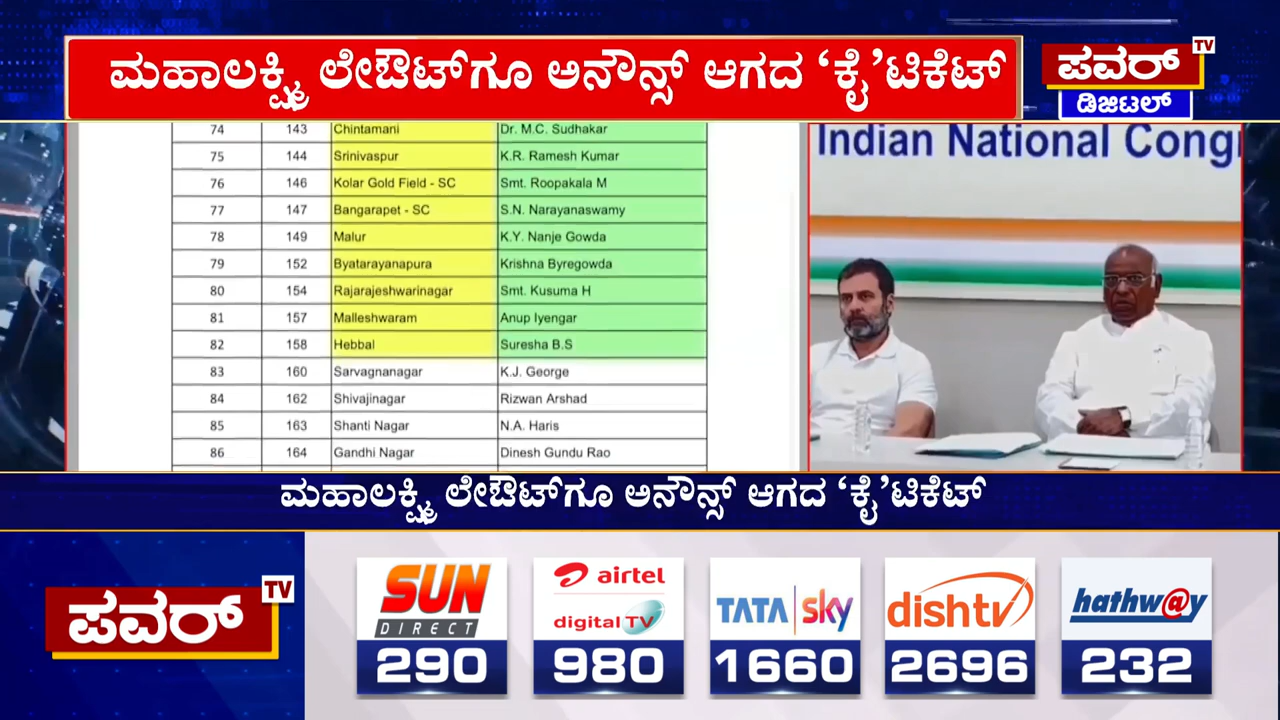 ಮಹಾಲಕ್ಷ್ಮಿ ಲೇಔಟ್‌ಗೂ ಅನೌನ್ಸ್ ಆಗದ ‘ಕೈ’ಟಿಕೆಟ್
ಪವರ್ TV
ಡಿಜಿಟಲ್
74 143 Chintamani Dr. M.C. Sudhakar
75 144 Srinivaspur K.R. Ramesh Kumar
76 146 Kolar Gold Field - SC Smt. Roopakala M
77 147 Bangarapet - SC S.N. Narayanaswamy
78 149 Malur K.Y. Nanje Gowda
79 152 Byatarayanapura Krishna Byregowda
80 154 Rajarajeshwarinagar Smt. Kusuma H
81 157 Malleshwaram Anup Iyengar
82 158 Hebbal Suresha B.S
83 160 Sarvagnanagar K.J. George
84 162 Shivajinagar Rizwan Arshad
85 163 Shanti Nagar N.A. Haris
86 164 Gandhi Nagar Dinesh Gundu Rao
Indian National Cong
ಮಹಾಲಕ್ಷ್ಮಿ ಲೇಔಟ್‌ಗೂ ಅನೌನ್ಸ್ ಆಗದ ‘ಕೈ’ಟಿಕೆಟ್
ಪವರ್ TV
SUN DIRECT 290
airtel digital TV 980
TATA sky 1660
dishtv 2696
hathw@y 232